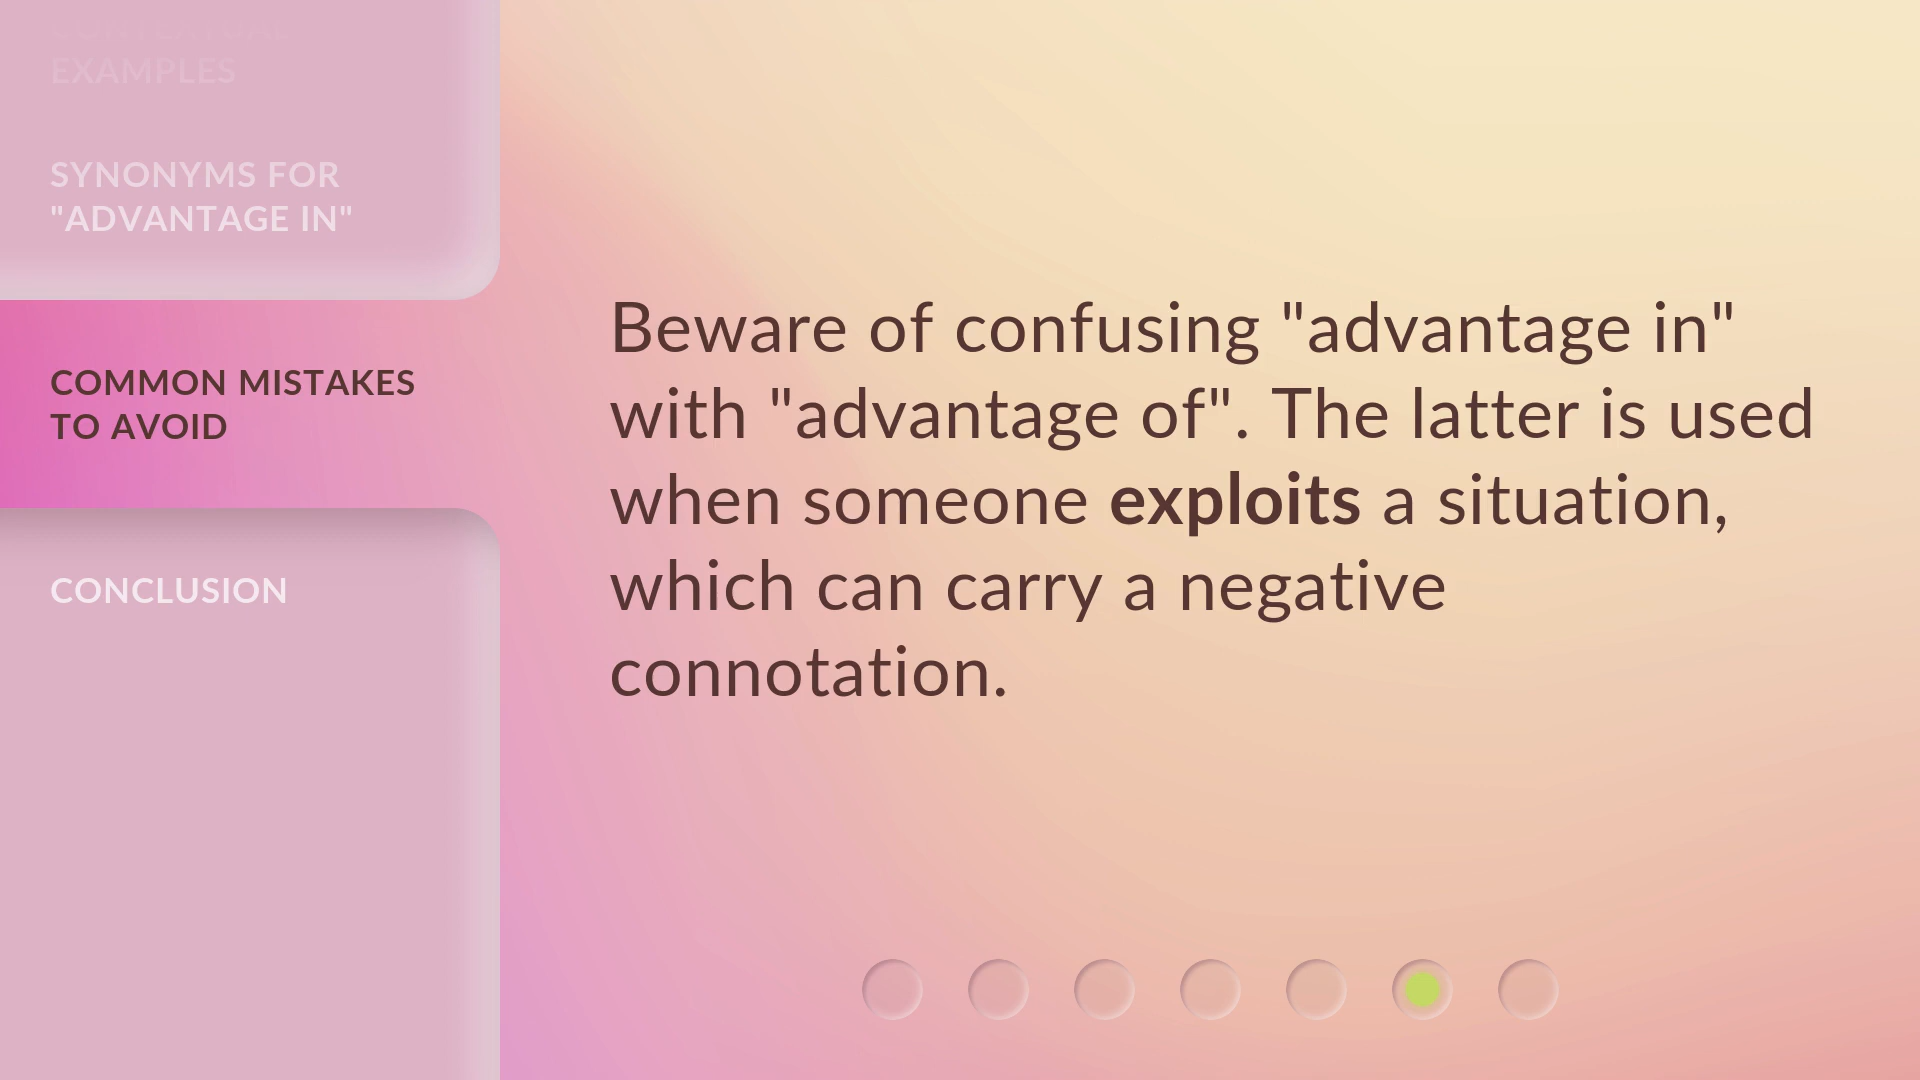 CONTEXTUAL
EXAMPLES
SYNONYMS FOR
"ADVANTAGE IN"
COMMON MISTAKES
TO AVOID
CONCLUSION
Beware of confusing "advantage in"
with "advantage of". The latter is used
when someone exploits a situation,
which can carry a negative
connotation.